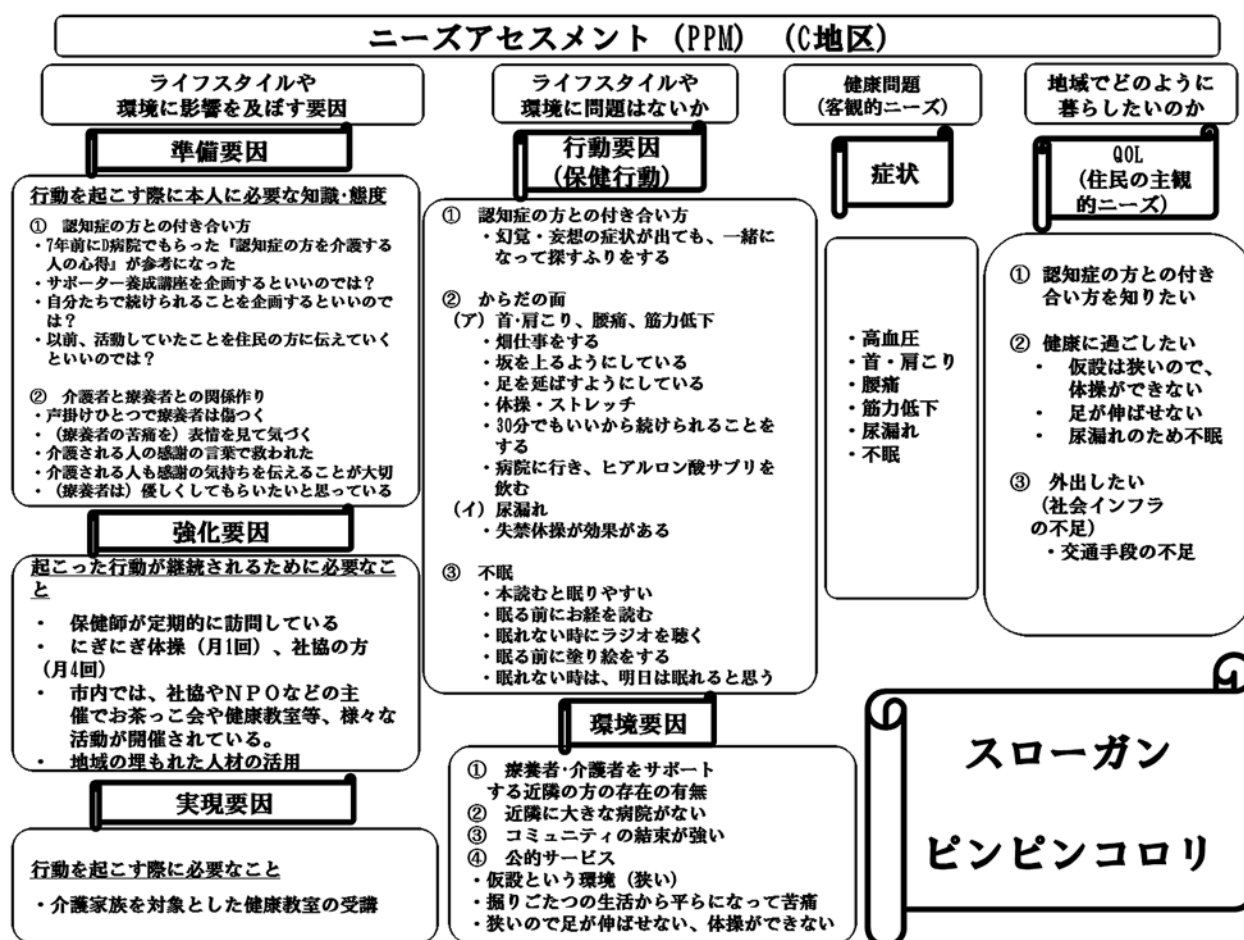 ニーズアセスメント (PPM) (C地区)
ライフスタイルや
環境に影響を及ぼす要因
準備要因
行動を起こす際に本人に必要な知識・態度
① 認知症の方との付き合い方
・7年前にD病院でもらった『認知症の方を介護する
人の心得』が参考になった
・サポーター養成講座を企画するといいのでは？
・自分たちで続けられることを企画するといいので
は？
・以前、活動していたことを住民の方に伝えていく
といいのでは？
② 介護者と療養者との関係作り
・声掛けひとつで療養者は傷つく
・（療養者の苦痛を）表情を見て気づく
・介護される人の感謝の言葉で救われた
・介護される人も感謝の気持ちを伝えることが大切
・（療養者は）優しくしてもらいたいと思っている
強化要因
起こった行動が継続されるために必要なこ
と
・ 保健師が定期的に訪問している
・ にぎにぎ体操（月1回）、社協の方
（月4回）
・ 市内では、社協やＮＰＯなどの主
催でお茶っこ会や健康教室等、様々な
活動が開催されている。
・ 地域の埋もれた人材の活用
実現要因
行動を起こす際に必要なこと
・介護家族を対象とした健康教室の受講
ライフスタイルや
環境に問題はないか
行動要因
（保健行動）
① 認知症の方との付き合い方
・幻覚・妄想の症状が出ても、一緒に
なって探すふりをする
② からだの面
（ア）首・肩こり、腰痛、筋力低下
・畑仕事をする
・坂を上るようにしている
・足を延ばすようにしている
・体操・ストレッチ
・30分でもいいから続けられることを
する
・病院に行き、ヒアルロン酸サプリを
飲む
（イ）尿漏れ
・失禁体操が効果がある
③ 不眠
・本読むと眠りやすい
・眠る前にお経を読む
・眠れない時にラジオを聴く
・眠る前に塗り絵をする
・眠れない時は、明日は眠れると思う
環境要因
① 療養者・介護者をサポート
する近隣の方の存在の有無
② 近隣に大きな病院がない
③ コミュニティの結束が強い
④ 公的サービス
・仮設という環境（狭い）
・掘りごたつの生活から平らになって苦痛
・狭いので足が伸ばせない、体操ができない
健康問題
（客観的ニーズ）
症状
・高血圧
・首・肩こり
・腰痛
・筋力低下
・尿漏れ
・不眠
地域でどのように
暮らしたいのか
QOL
（住民の主観
的ニーズ）
① 認知症の方との付き
合い方を知りたい
② 健康に過ごしたい
・ 仮設は狭いので、
体操ができない
・ 足が伸ばせない
・ 尿漏れのため不眠
③ 外出したい
（社会インフラ
の不足）
・交通手段の不足
スローガン
ピンピンコロリ